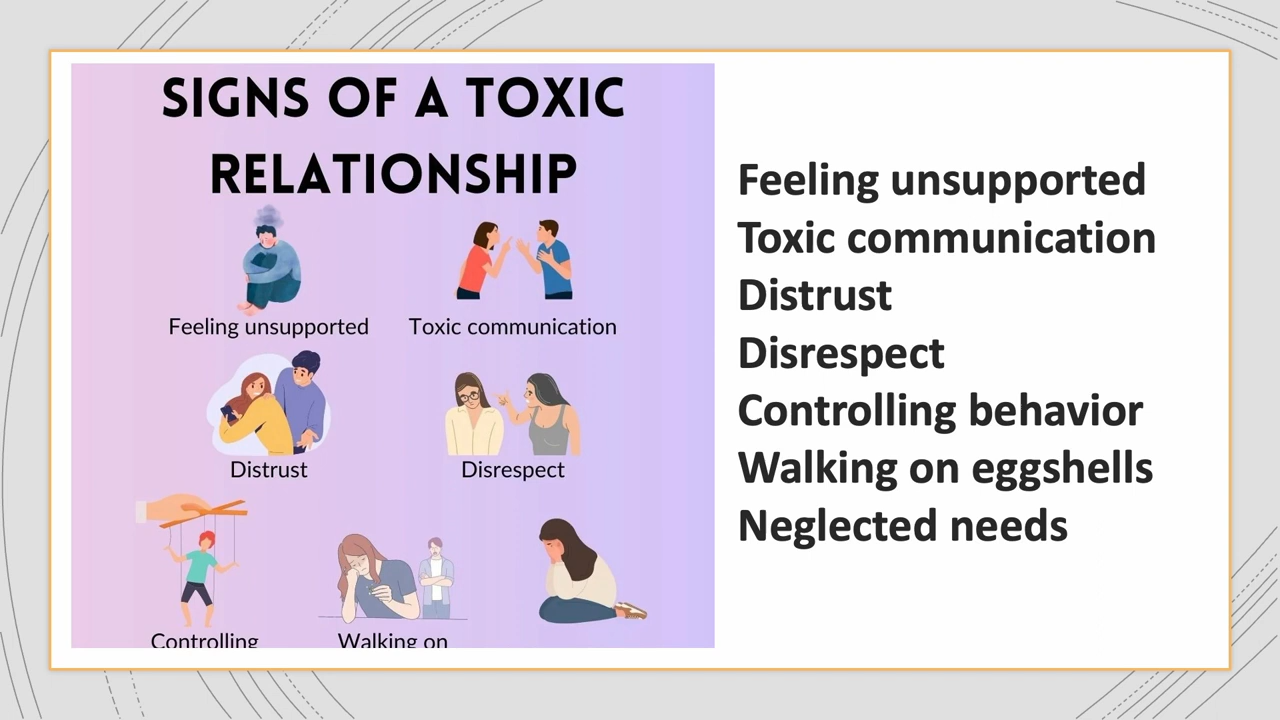 SIGNS OF A TOXIC
RELATIONSHIP
Feeling unsupported
Toxic communication
Distrust
Disrespect
Controlling
Walking on
Feeling unsupported
Toxic communication
Distrust
Disrespect
Controlling behavior
Walking on eggshells
Neglected needs